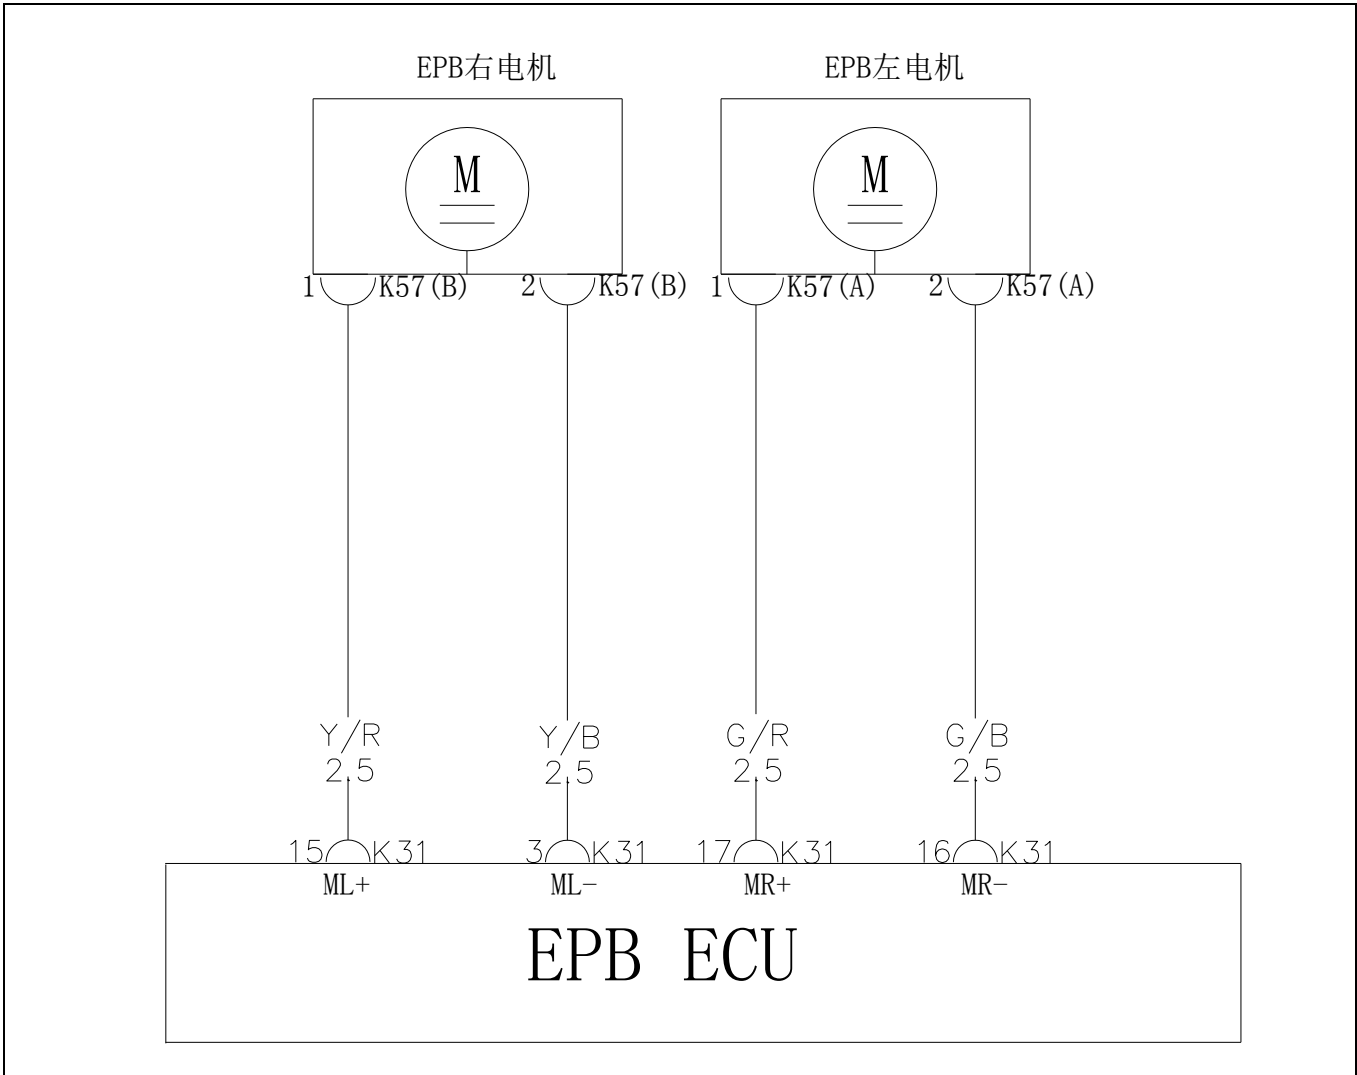 EPB右电机 EPB左电机
M M
1 K57(B) 2 K57(B) 1 K57(A) 2 K57(A)
Y/R Y/B G/R G/B
2.5 2.5 2.5 2.5
15 K31 3 K31 17 K31 16 K31
ML+ ML- MR+ MR-
EPB ECU